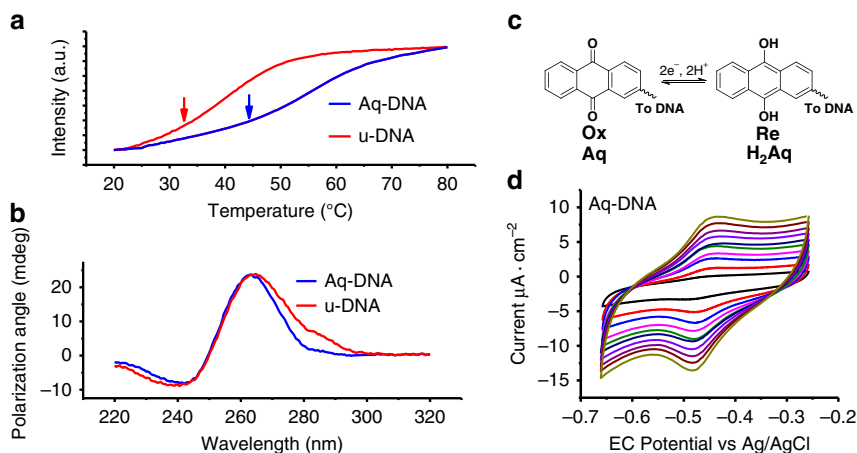 a
Intensity (a.u.)
Aq-DNA
u-DNA
20 30 40 50 60 70 80
Temperature (°C)
b
Polarization angle (mdeg)
20
10
0
–10
Aq-DNA
u-DNA
220 240 260 280 300 320
Wavelength (nm)
c
O
O
To DNA
Ox
Aq
2e⁻, 2H⁺
OH
OH
To DNA
Re
H₂Aq
d
Aq-DNA
Current µA · cm⁻²
10
5
0
–5
–10
–15
–0.7 –0.6 –0.5 –0.4 –0.3 –0.2
EC Potential vs Ag/AgCl